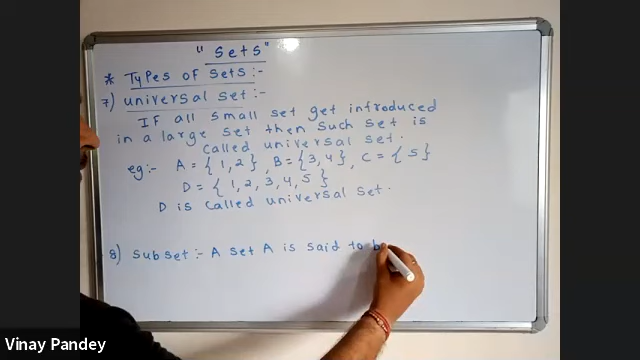 "Sets"
* Types of sets :-
7) universal set :-
If all small set get introduced
in a large set then such set is
called universal set.
eg:- A = { 1, 2 } , B = { 3, 4 } , C = { 5 }
D = { 1, 2, 3, 4, 5 }
D is called universal set.
8) subset :- A set A is said to b
Vinay Pandey